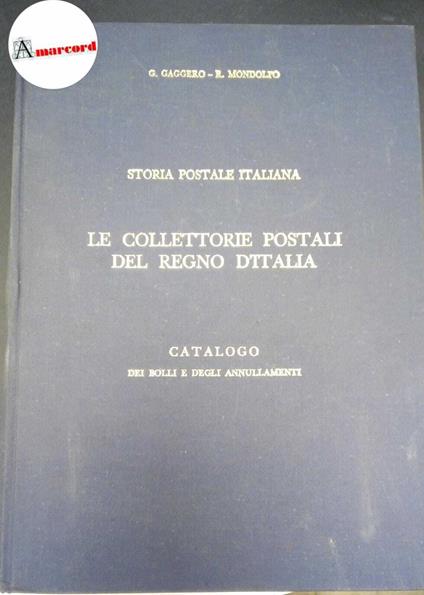 Amarcord
G. GAGGERO - R. MONDOLFO
STORIA POSTALE ITALIANA
LE COLLETTORIE POSTALI
DEL REGNO D'ITALIA
CATALOGO
DEI BOLLI E DEGLI ANNULLAMENTI